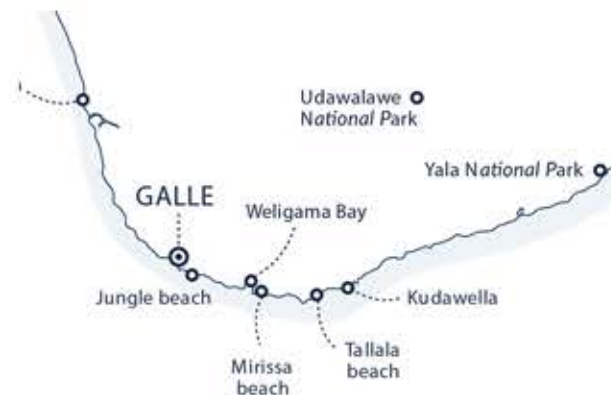 Udawalawe
National Park
Yala National Park
GALLE
Weligama Bay
Jungle beach
Kudawella
Mirissa
beach
Tallala
beach